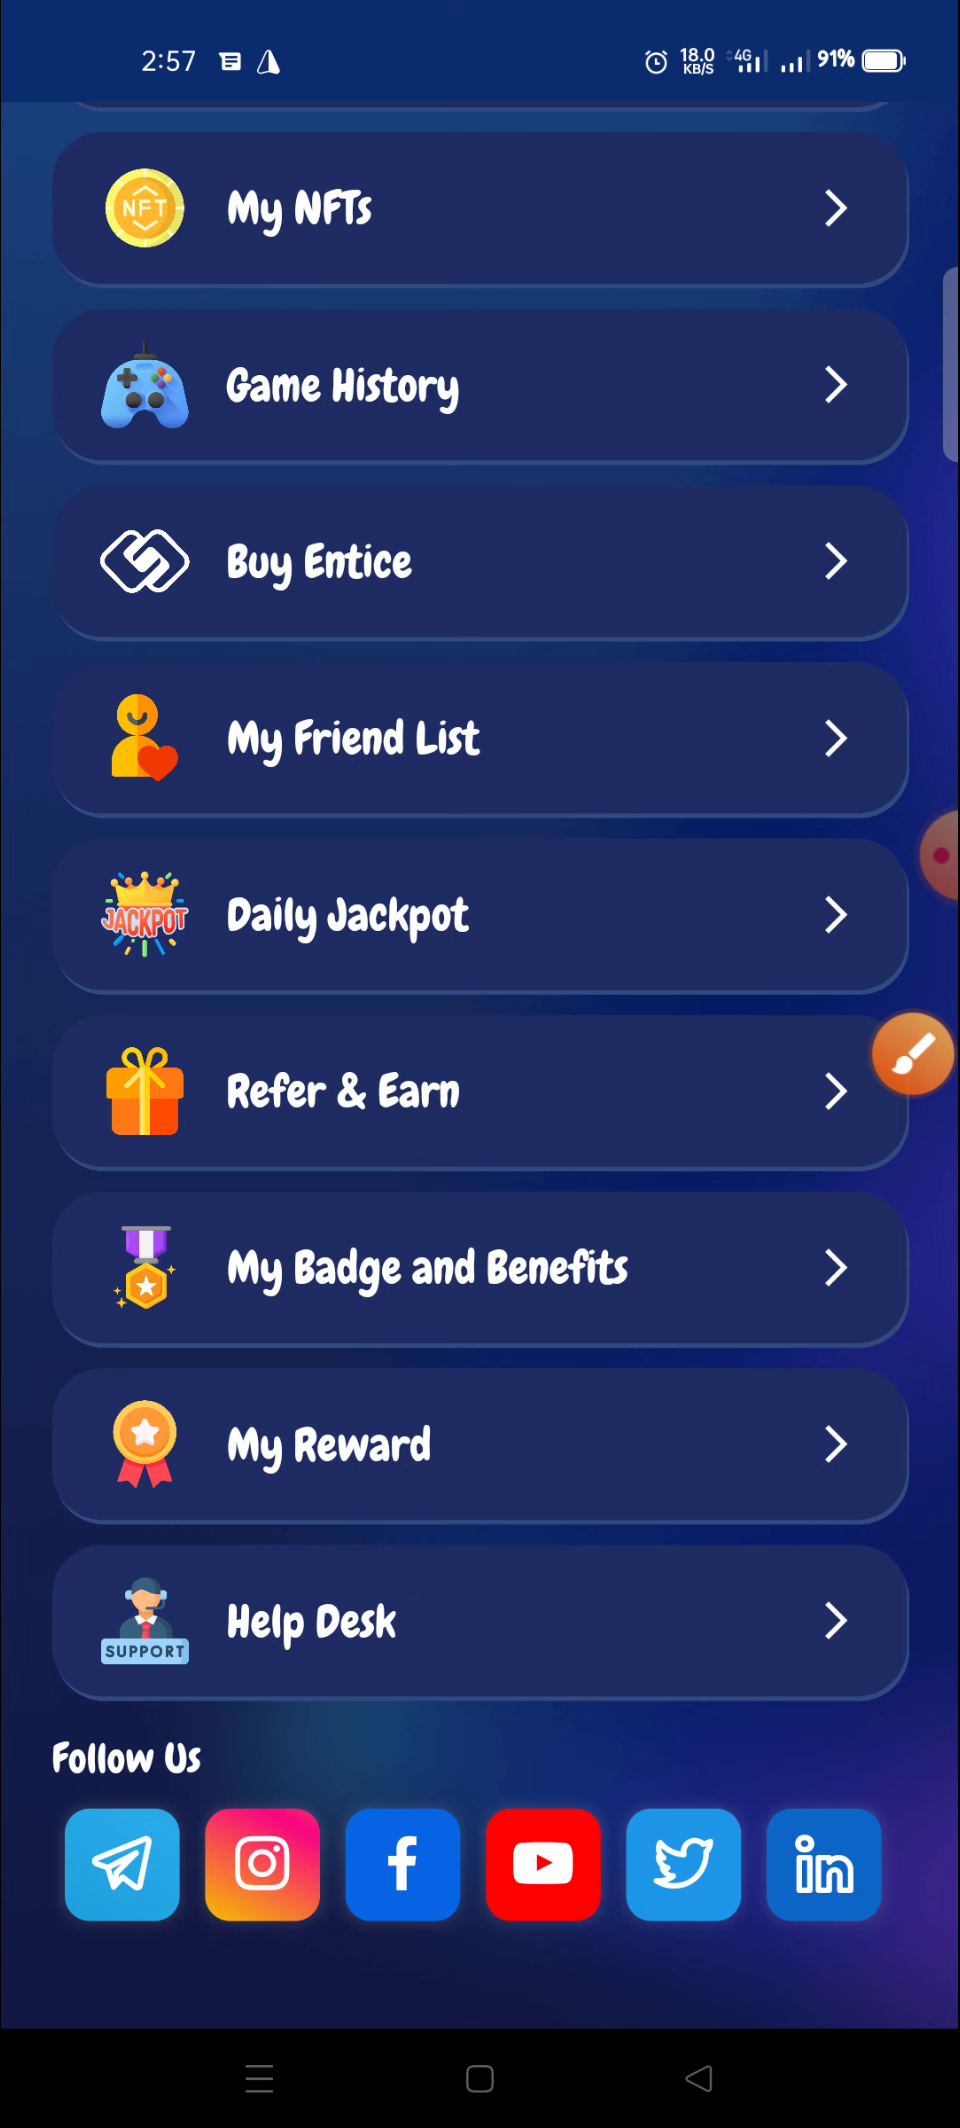 2:57 18.0 KB/S 4G 91%
NFT My NFTs
Game History
Buy Entice
My Friend List
JACKPOT Daily Jackpot
Refer & Earn
My Badge and Benefits
My Reward
Help Desk
SUPPORT
Follow Us
f in